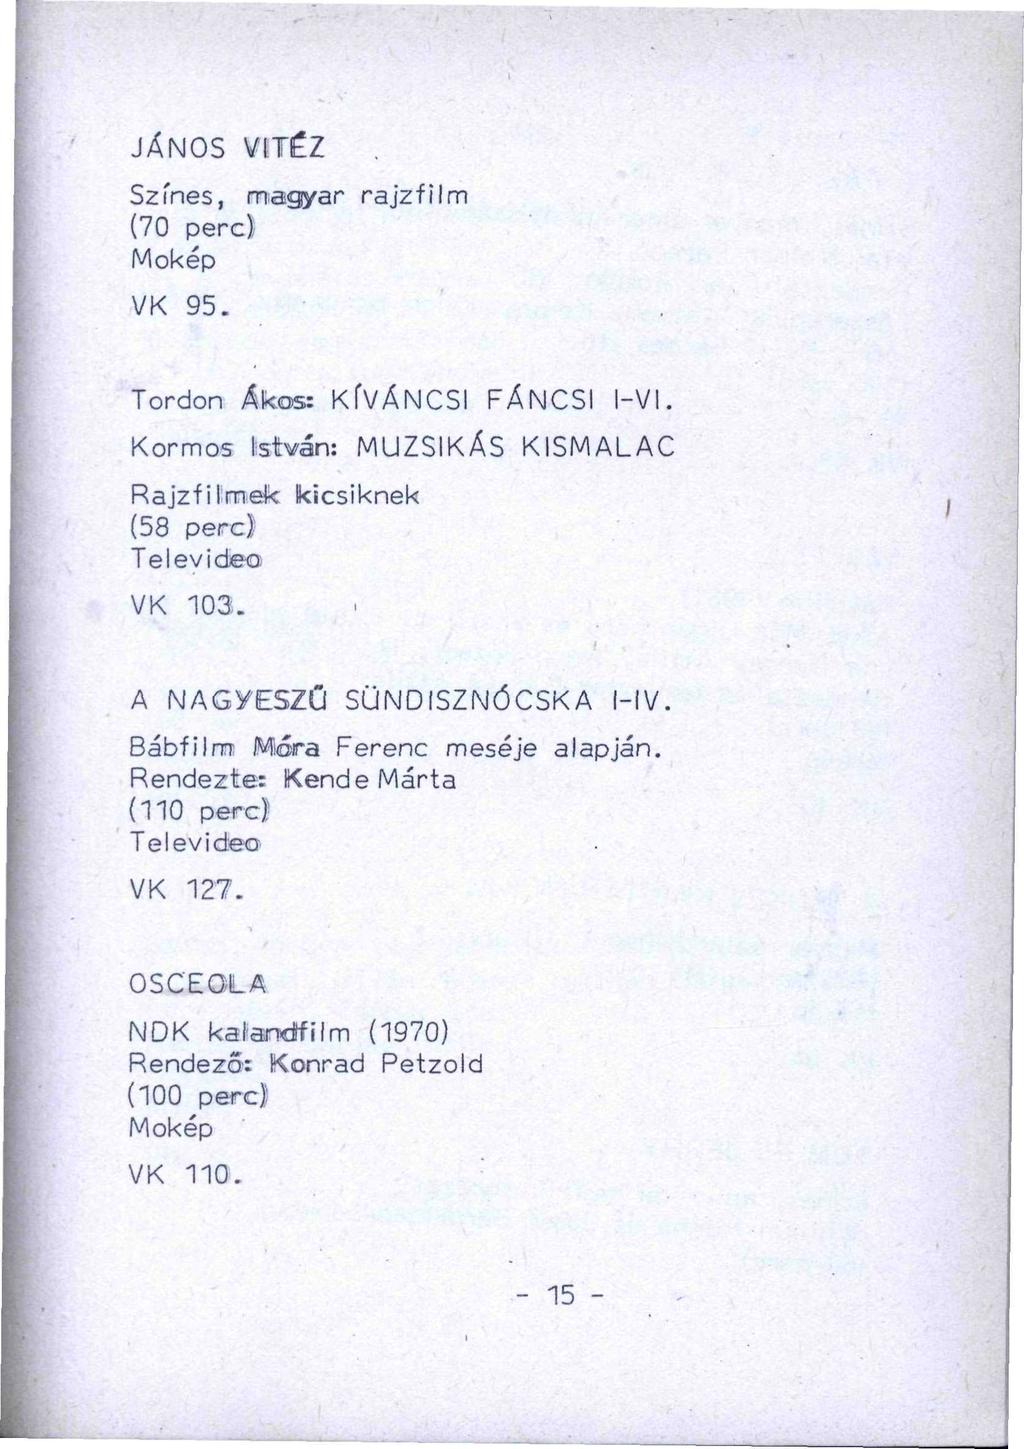 JÁNOS VITÉZ
Színes, magyar rajzfilm
(70 perc)
Mokép
VK 95.
Tordon Ákos: KÍVÁNCSI FÁNCSI I-VI.
Kormos István: MUZSIKÁS KISMALAC
Rajzfilmek kicsiknek
(58 perc)
Televideo
VK 103.
A NAGYESZŰ SÜNDISZNÓCSKA I-IV.
Bábfilm Móra Ferenc meséje alapján.
Rendezte: Kende Márta
(110 perc)
Televideo
VK 127.
OSCEOLA
NDK kalandfilm (1970)
Rendező: Konrad Petzold
(100 perc)
Mokép
VK 110.
- 15 -